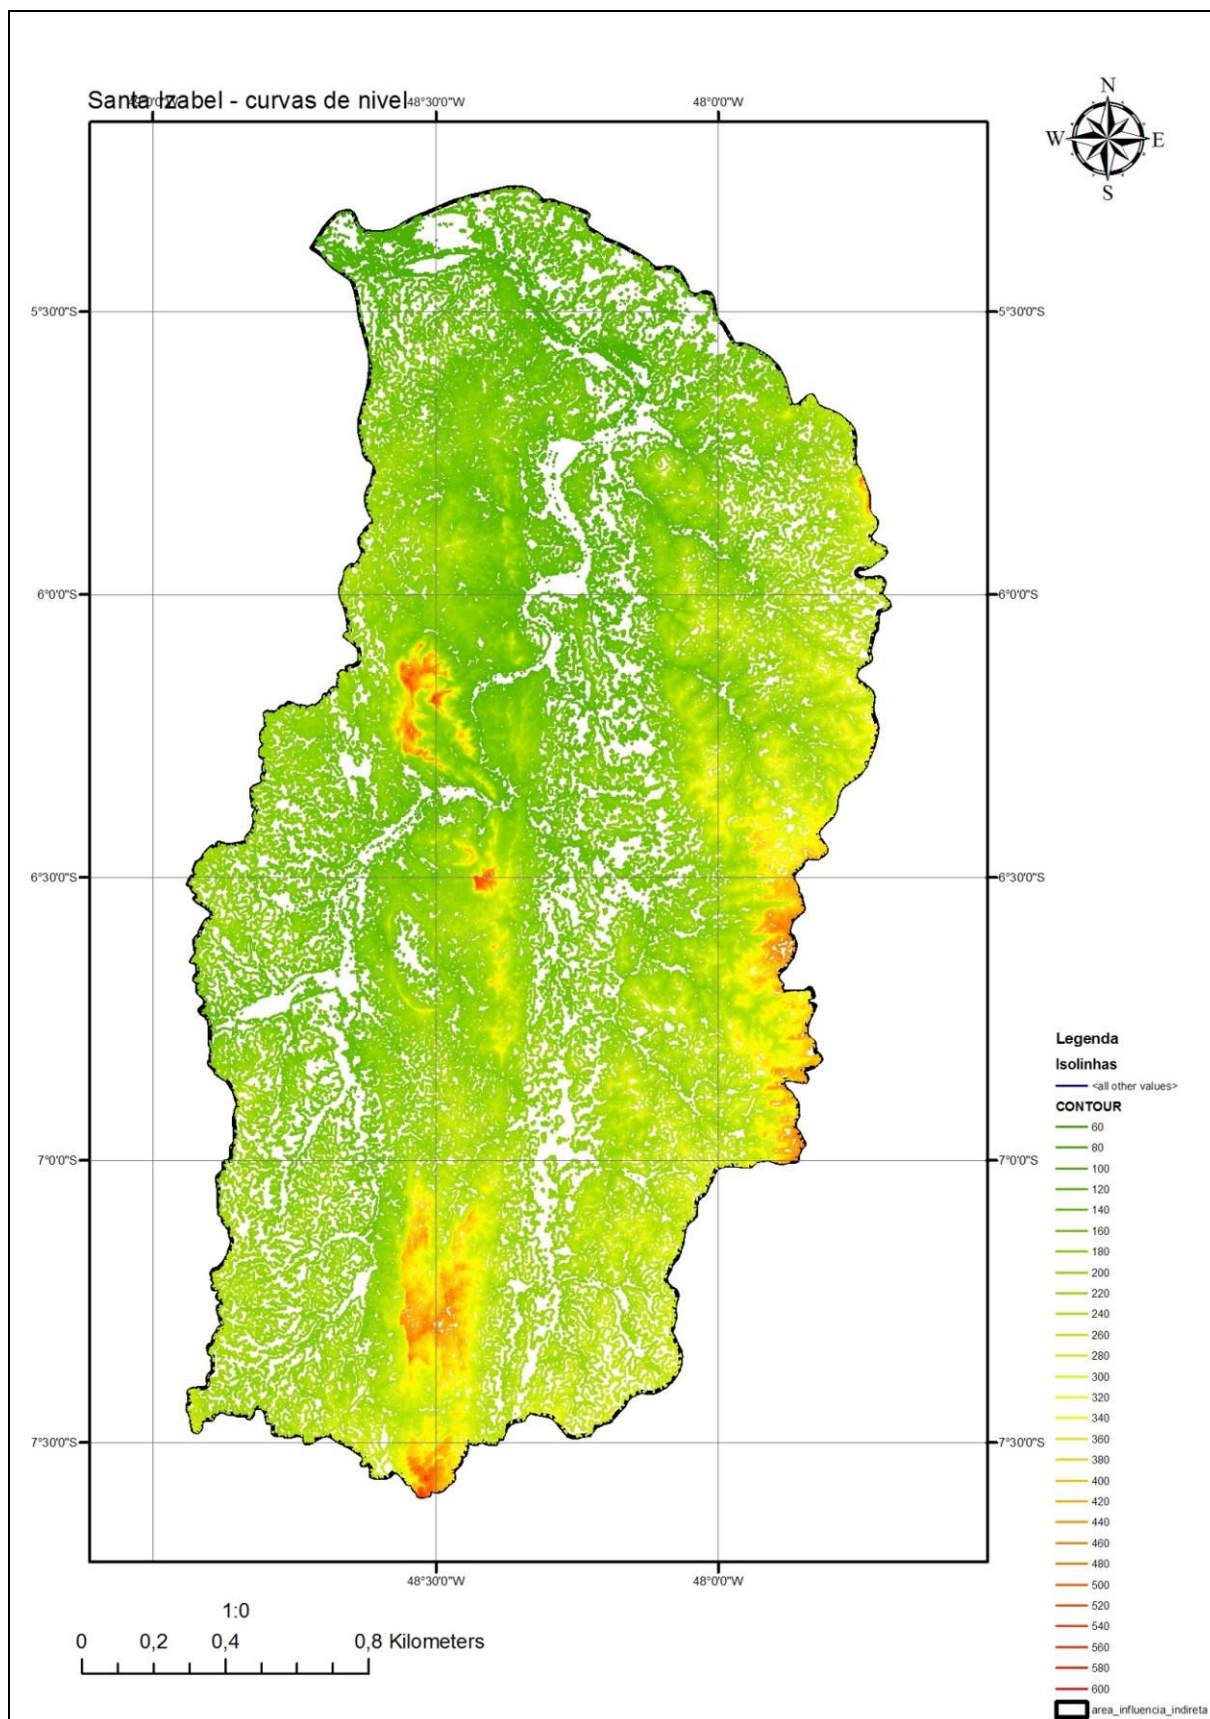 N
W E
S
Santa Izabel - curvas de nivel
48°30'0"W 48°0'0"W
5°30'0"S 5°30'0"S
6°0'0"S 6°0'0"S
6°30'0"S 6°30'0"S
7°0'0"S 7°0'0"S
7°30'0"S 7°30'0"S
48°30'0"W 48°0'0"W
1:0
0 0,2 0,4 0,8 Kilometers
Legenda
Isolinhas
<all other values>
CONTOUR
60
80
100
120
140
160
180
200
220
240
260
280
300
320
340
360
380
400
420
440
460
480
500
520
540
560
580
600
area_influencia_indireta